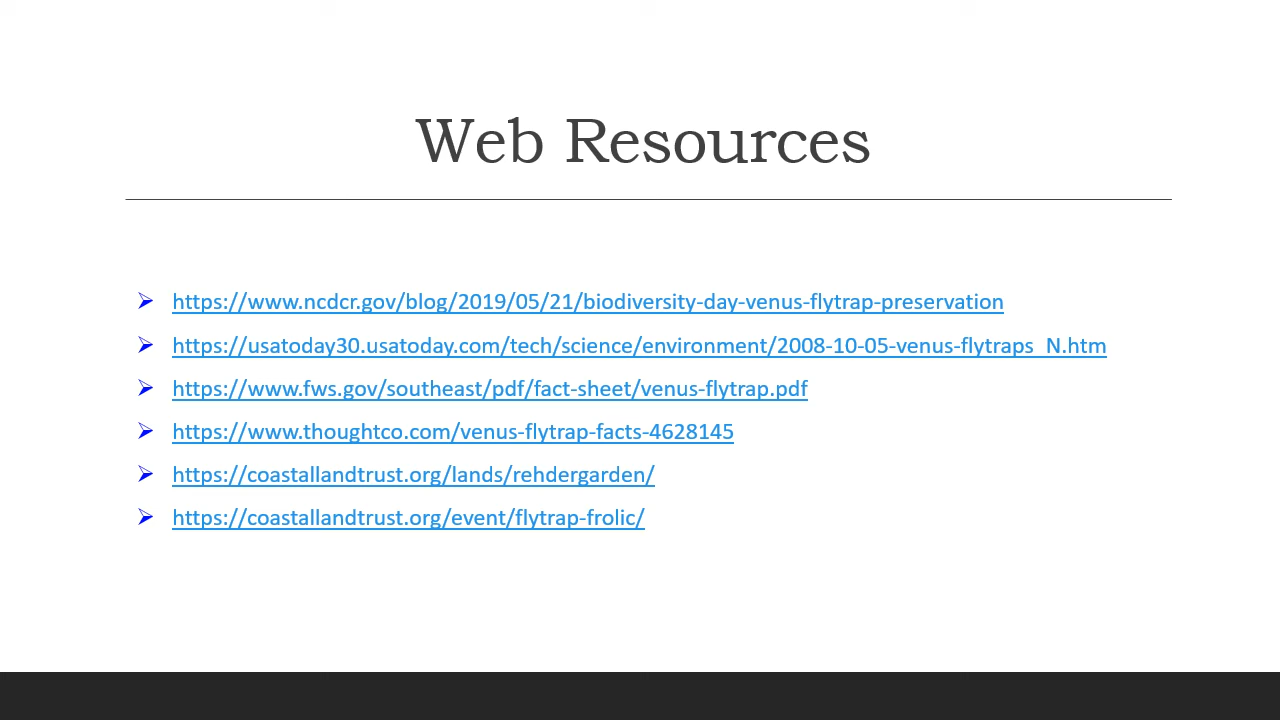 Web Resources
https://www.ncdcr.gov/blog/2019/05/21/biodiversity-day-venus-flytrap-preservation
https://usatoday30.usatoday.com/tech/science/environment/2008-10-05-venus-flytraps_N.htm
https://www.fws.gov/southeast/pdf/fact-sheet/venus-flytrap.pdf
https://www.thoughtco.com/venus-flytrap-facts-4628145
https://coastallandtrust.org/lands/rehdergarden/
https://coastallandtrust.org/event/flytrap-frolic/